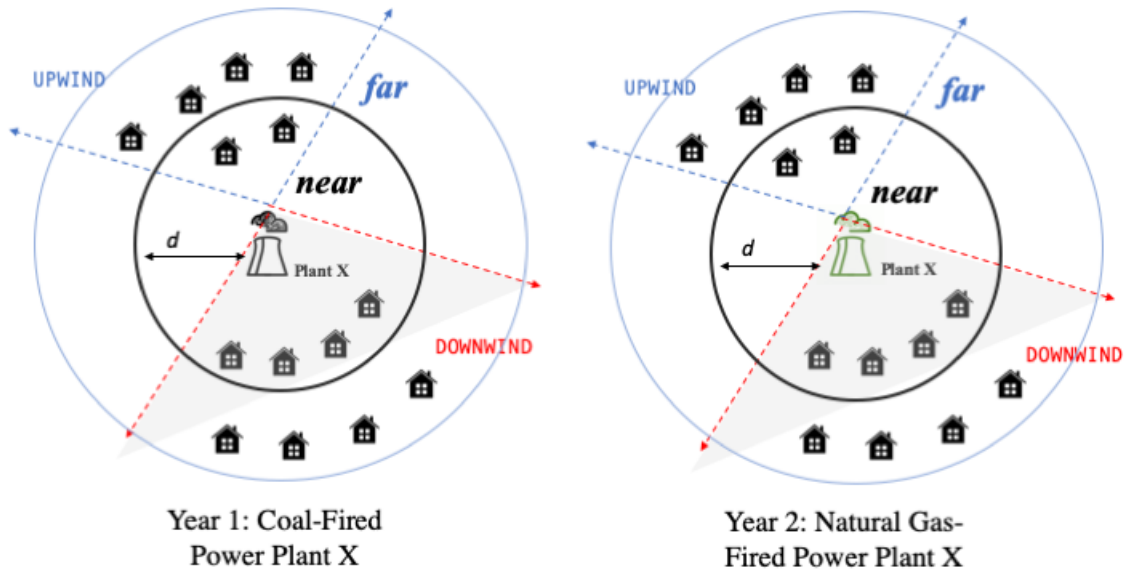 UPWIND
far
near
d
Plant X
DOWNWIND
Year 1: Coal-Fired
Power Plant X
UPWIND
far
near
d
Plant X
DOWNWIND
Year 2: Natural Gas-
Fired Power Plant X